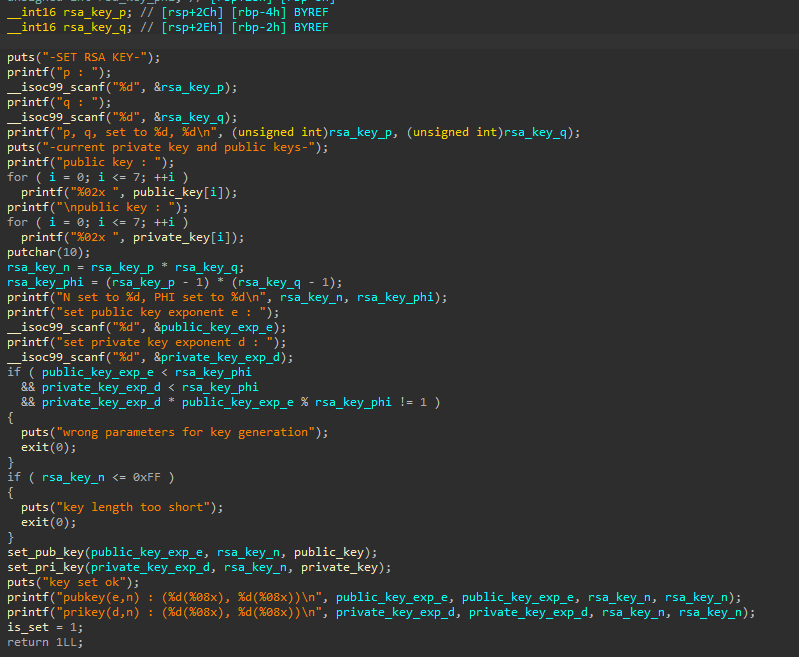 __int16 rsa_key_p; // [rsp+2Ch] [rbp-4h] BYREF
__int16 rsa_key_q; // [rsp+2Eh] [rbp-2h] BYREF
puts("-SET RSA KEY-");
printf("p : ");
__isoc99_scanf("%d", &rsa_key_p);
printf("q : ");
__isoc99_scanf("%d", &rsa_key_q);
printf("p, q, set to %d, %d\n", (unsigned int)rsa_key_p, (unsigned int)rsa_key_q);
puts("-current private key and public keys-");
printf("public key : ");
for ( i = 0; i <= 7; ++i )
  printf("%02x ", public_key[i]);
printf("\npublic key : ");
for ( i = 0; i <= 7; ++i )
  printf("%02x ", private_key[i]);
putchar(10);
rsa_key_n = rsa_key_p * rsa_key_q;
rsa_key_phi = (rsa_key_p - 1) * (rsa_key_q - 1);
printf("N set to %d, PHI set to %d\n", rsa_key_n, rsa_key_phi);
printf("set public key exponent e : ");
__isoc99_scanf("%d", &public_key_exp_e);
printf("set private key exponent d : ");
__isoc99_scanf("%d", &private_key_exp_d);
if ( public_key_exp_e < rsa_key_phi
  && private_key_exp_d < rsa_key_phi
  && private_key_exp_d * public_key_exp_e % rsa_key_phi != 1 )
{
  puts("wrong parameters for key generation");
  exit(0);
}
if ( rsa_key_n <= 0xFF )
{
  puts("key length too short");
  exit(0);
}
set_pub_key(public_key_exp_e, rsa_key_n, public_key);
set_pri_key(private_key_exp_d, rsa_key_n, private_key);
puts("key set ok");
printf("pubkey(e,n) : (%d(%08x), %d(%08x))\n", public_key_exp_e, public_key_exp_e, rsa_key_n, rsa_key_n);
printf("prikey(d,n) : (%d(%08x), %d(%08x))\n", private_key_exp_d, private_key_exp_d, rsa_key_n, rsa_key_n);
is_set = 1;
return 1LL;